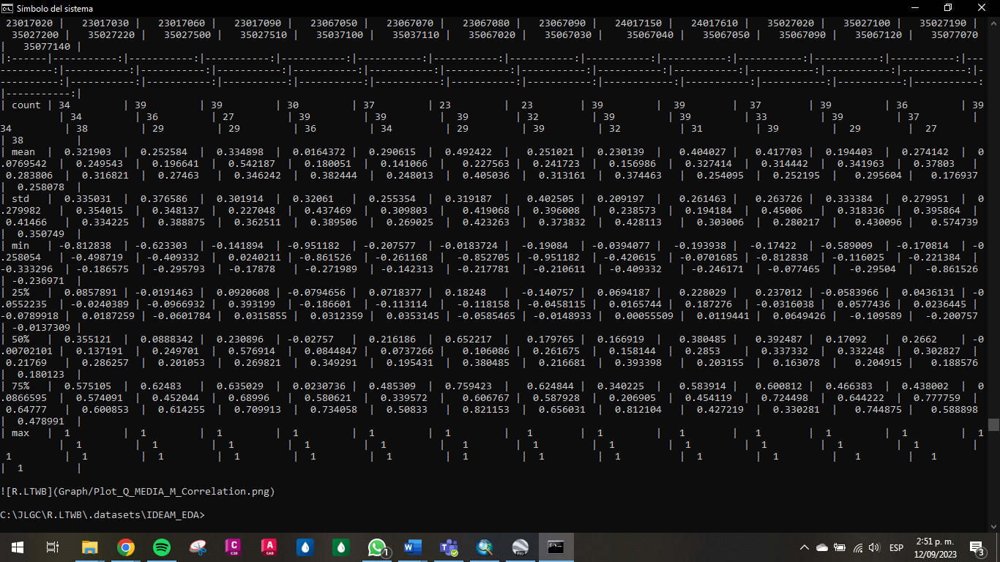 Símbolo del sistema
23017020 | 23017030 | 23017060 | 23017090 | 23067050 | 23067070 | 23067080 | 23067090 | 24017150 | 24017610 | 35027020 | 35027100 | 35027190 |
35027200 | 35027220 | 35027500 | 35027510 | 35037100 | 35037110 | 35067020 | 35067030 | 35067040 | 35067050 | 35067090 | 35067120 | 35077070
| 35077140 |
|:------|-----------:|-----------:|-----------:|-----------:|-----------:|-----------:|-----------:|-----------:|-----------:|-----------:|-----------:|-----------:|---
---------:|-----------:|-----------:|-----------:|-----------:|-----------:|-----------:|-----------:|-----------:|-----------:|-----------:|-----------:|-
----------:|-----------:|-----------:|-----------:|-----------:|-----------:|-----------:|-----------:|-----------:|-----------:|-----------:|-----------:
|-----------:|
| count | 34 | 39 | 39 | 30 | 37 | 23 | 23 | 39 | 39 | 37 | 39 | 36 | 39
| 34 | 36 | 27 | 39 | 39 | 39 | 32 | 39 | 39 | 33 | 39 | 37 |
34 | 38 | 29 | 29 | 36 | 34 | 29 | 39 | 32 | 31 | 39 | 29 | 27
| 38 |
| mean | 0.321903 | 0.252584 | 0.334898 | 0.0164372 | 0.290615 | 0.492422 | 0.251021 | 0.230139 | 0.404027 | 0.417703 | 0.194403 | 0.274142 | 0
.0769542 | 0.249543 | 0.196641 | 0.542187 | 0.180051 | 0.141066 | 0.227563 | 0.241723 | 0.156986 | 0.327414 | 0.314442 | 0.341963 | 0.37803 |
0.283806 | 0.316821 | 0.27463 | 0.346242 | 0.382444 | 0.248013 | 0.405036 | 0.313161 | 0.374463 | 0.254095 | 0.252195 | 0.295604 | 0.176937
| 0.258078 |
| std | 0.335031 | 0.376586 | 0.301914 | 0.32061 | 0.255354 | 0.319187 | 0.402505 | 0.209197 | 0.261463 | 0.263726 | 0.333384 | 0.279951 | 0
.279982 | 0.354015 | 0.348137 | 0.227048 | 0.437469 | 0.309803 | 0.419068 | 0.396008 | 0.238573 | 0.194184 | 0.45006 | 0.318336 | 0.395864 |
0.41466 | 0.334225 | 0.388875 | 0.362511 | 0.389506 | 0.269025 | 0.423263 | 0.373832 | 0.428113 | 0.303006 | 0.280217 | 0.430096 | 0.574739
| 0.350749 |
| min | -0.812838 | -0.623303 | -0.141894 | -0.951182 | -0.207577 | -0.0183724 | -0.19084 | -0.0394077 | -0.193938 | -0.17422 | -0.589009 | -0.170814 | -0
.258054 | -0.498719 | -0.409332 | 0.0240211 | -0.861526 | -0.261168 | -0.852705 | -0.951182 | -0.420615 | -0.0701685 | -0.812838 | -0.116025 | -0.221384 |
-0.333296 | -0.186575 | -0.295793 | -0.17878 | -0.271989 | -0.142313 | -0.217781 | -0.210611 | -0.409332 | -0.246171 | -0.077465 | -0.29504 | -0.861526
| -0.236971 |
| 25% | 0.0857891 | -0.0191463 | 0.0920608 | -0.0794656 | 0.0718377 | 0.18248 | -0.140757 | 0.0694187 | 0.228029 | 0.237012 | -0.0583966 | 0.0436131 | -0
.0552235 | -0.0240389 | -0.0966932 | 0.393199 | -0.186601 | -0.113114 | -0.118158 | -0.0458115 | 0.0165744 | 0.187276 | -0.0316038 | 0.0577436 | 0.0236445 |
-0.0789918 | 0.0187259 | -0.0601784 | 0.0315855 | 0.0312359 | 0.0353145 | -0.0585465 | -0.0148933 | 0.00055509 | 0.0119441 | 0.0649426 | -0.109589 | -0.200757
| -0.0137309 |
| 50% | 0.355121 | 0.0888342 | 0.230896 | -0.02757 | 0.216186 | 0.652217 | 0.179765 | 0.166919 | 0.380485 | 0.392487 | 0.17092 | 0.2662 | -0
.00702101 | 0.137191 | 0.249701 | 0.576914 | 0.0844847 | 0.0737266 | 0.106086 | 0.261675 | 0.158144 | 0.2853 | 0.337332 | 0.332248 | 0.302827 |
0.21769 | 0.286257 | 0.201053 | 0.269821 | 0.349291 | 0.195431 | 0.380485 | 0.216681 | 0.393398 | 0.203155 | 0.163078 | 0.204915 | 0.188576
| 0.180123 |
| 75% | 0.575105 | 0.62483 | 0.635029 | 0.0230736 | 0.485309 | 0.759423 | 0.624844 | 0.340225 | 0.583914 | 0.600812 | 0.466383 | 0.438002 | 0
.0866595 | 0.574091 | 0.452044 | 0.68996 | 0.580621 | 0.339572 | 0.606767 | 0.587928 | 0.206905 | 0.454119 | 0.724498 | 0.644222 | 0.777759 |
0.64777 | 0.600853 | 0.614255 | 0.709913 | 0.734058 | 0.50833 | 0.821153 | 0.656031 | 0.812104 | 0.427219 | 0.330281 | 0.744875 | 0.588898
| 0.478991 |
| max | 1 | 1 | 1 | 1 | 1 | 1 | 1 | 1 | 1 | 1 | 1 | 1 | 1
| 1 | 1 | 1 | 1 | 1 | 1 | 1 | 1 | 1 | 1 | 1 | 1 |
1 | 1 | 1 | 1 | 1 | 1 | 1 | 1 | 1 | 1 | 1 | 1 | 1
| 1 |
![R.LTWB](Graph/Plot_Q_MEDIA_M_Correlation.png)
C:\JLGC\R.LTWB\.datasets\IDEAM_EDA>
ESP
2:51 p. m.
12/09/2023